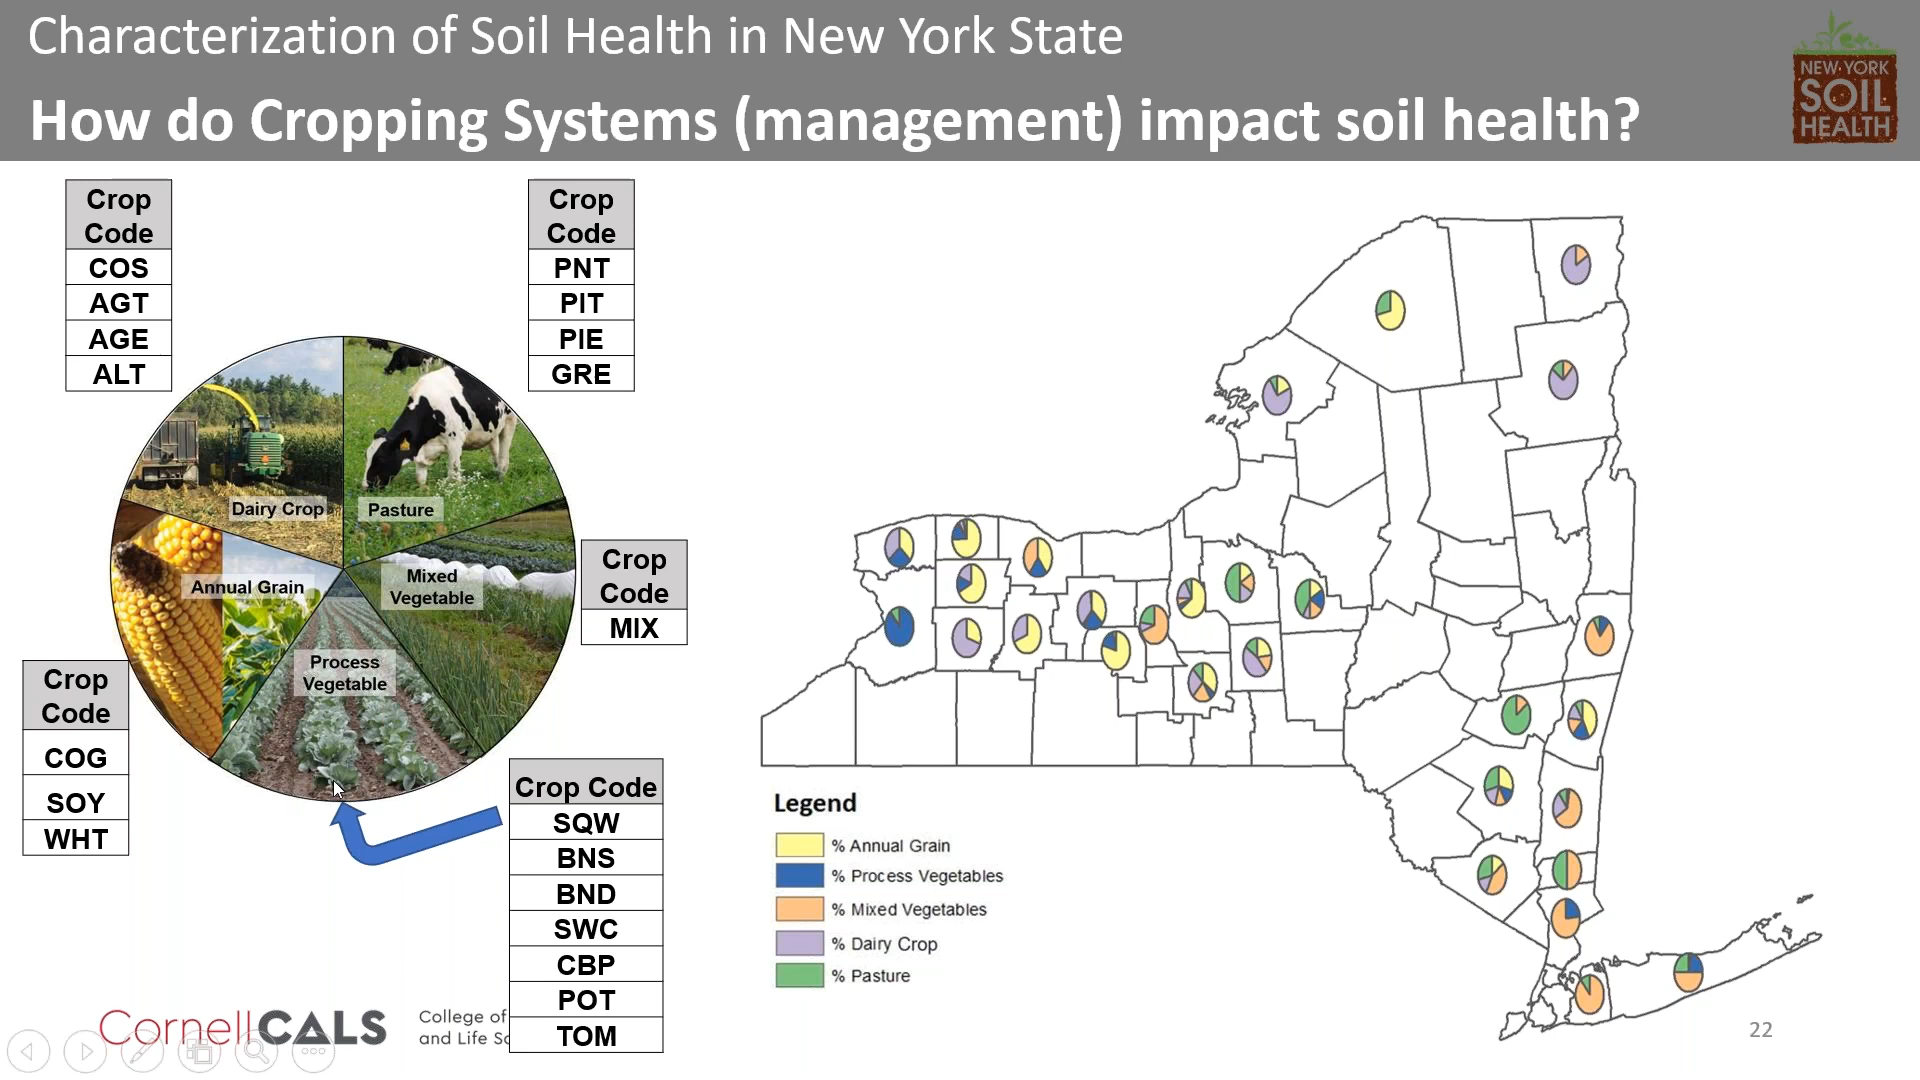 Characterization of Soil Health in New York State
How do Cropping Systems (management) impact soil health?
NEW·YORK
SOIL
HEALTH
Crop
Code
COS
AGT
AGE
ALT
Crop
Code
PNT
PIT
PIE
GRE
Dairy Crop
Pasture
Annual Grain
Mixed
Vegetable
Process
Vegetable
Crop
Code
MIX
Crop
Code
COG
SOY
WHT
Crop Code
SQW
BNS
BND
SWC
CBP
POT
TOM
Legend
% Annual Grain
% Process Vegetables
% Mixed Vegetables
% Dairy Crop
% Pasture
CornellCALS
College of
and Life Sc
22